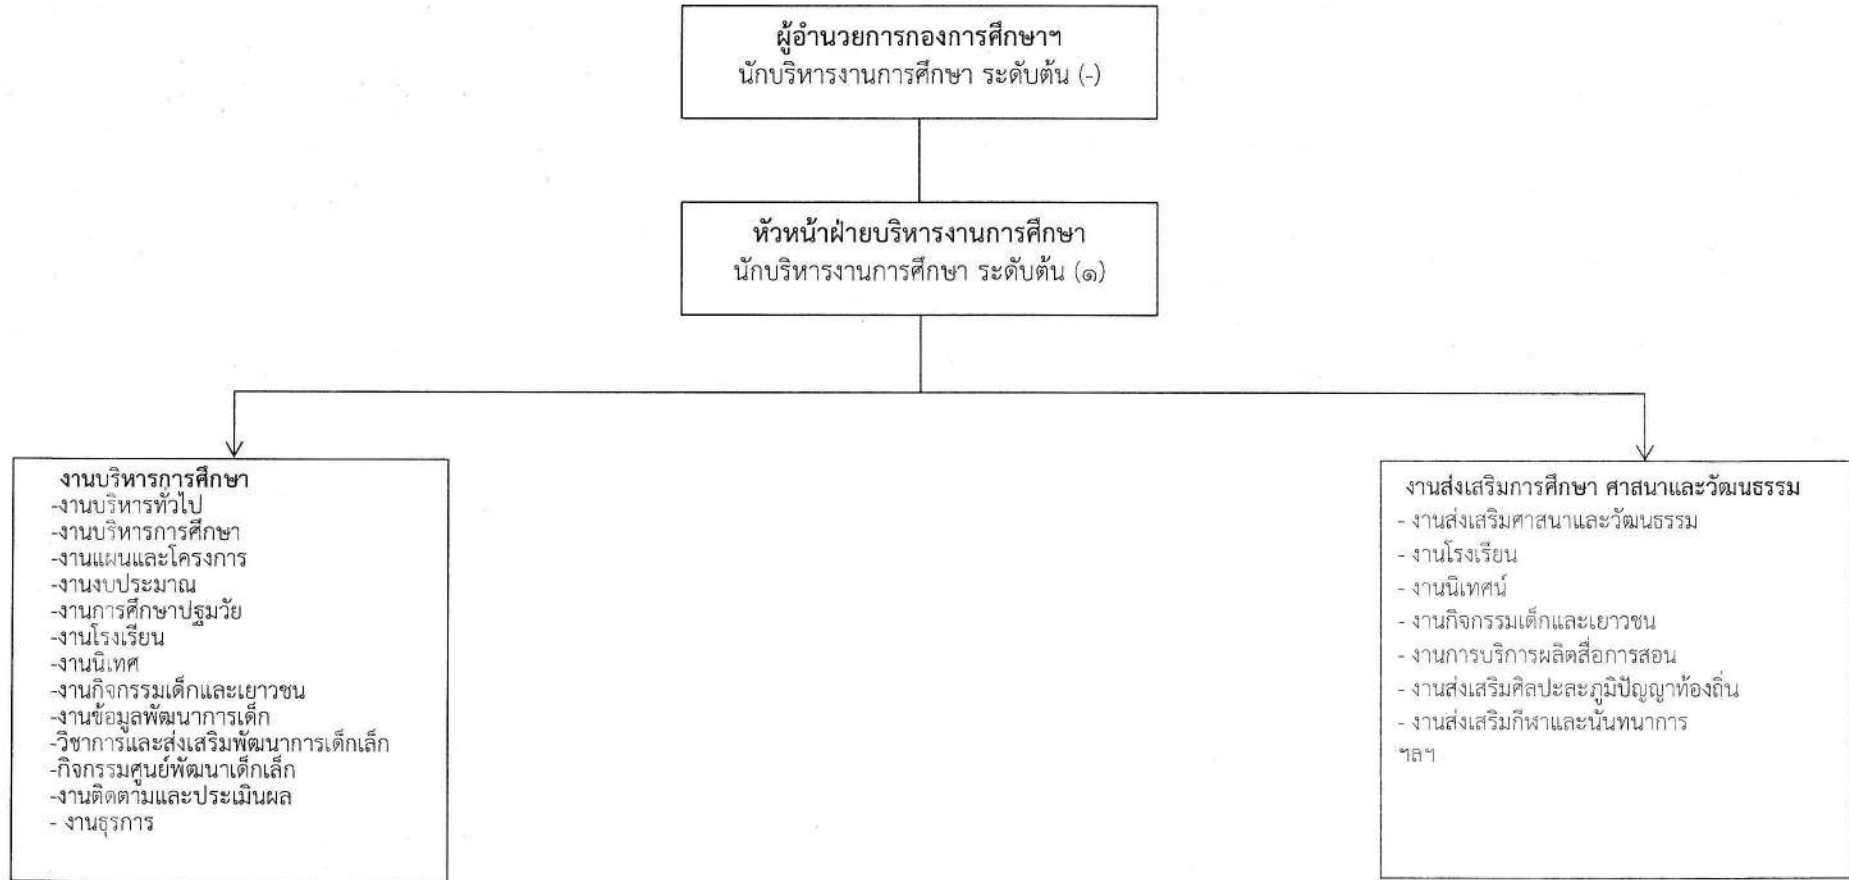 ผู้อำนวยการกองการศึกษาฯ
นักบริหารงานการศึกษา ระดับต้น (-)
หัวหน้าฝ่ายบริหารงานการศึกษา
นักบริหารงานการศึกษา ระดับต้น (๑)
งานบริหารการศึกษา
-งานบริหารทั่วไป
-งานบริหารการศึกษา
-งานแผนและโครงการ
-งานงบประมาณ
-งานการศึกษาปฐมวัย
-งานโรงเรียน
-งานนิเทศ
-งานกิจกรรมเด็กและเยาวชน
-งานข้อมูลพัฒนาการเด็ก
-วิชาการและส่งเสริมพัฒนาการเด็กเล็ก
-กิจกรรมศูนย์พัฒนาเด็กเล็ก
-งานติดตามและประเมินผล
- งานธุรการ
งานส่งเสริมการศึกษา ศาสนาและวัฒนธรรม
- งานส่งเสริมศาสนาและวัฒนธรรม
- งานโรงเรียน
- งานนิเทศน์
- งานกิจกรรมเด็กและเยาวชน
- งานการบริการผลิตสื่อการสอน
- งานส่งเสริมศิลปะละภูมิปัญญาท้องถิ่น
- งานส่งเสริมกีฬาและนันทนาการ
ฯลฯ